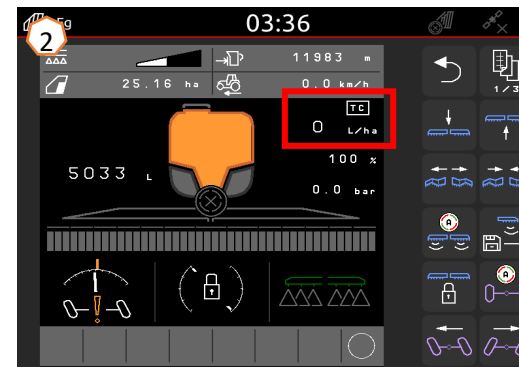 2
03:36
11983 m
25.16 ha
0.0 km/h
TC
0 L/ha
100 %
5033 L
0.0 bar
1/3
A
A